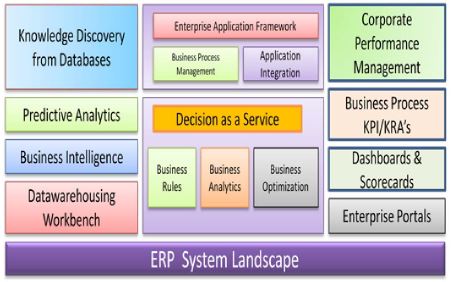 Knowledge Discovery
from Databases
Predictive Analytics
Business Intelligence
Datawarehousing
Workbench
Enterprise Application Framework
Business Process
Management
Application
Integration
Decision as a Service
Business
Rules
Business
Analytics
Business
Optimization
Corporate
Performance
Management
Business Process
KPI/KRA's
Dashboards &
Scorecards
Enterprise Portals
ERP System Landscape